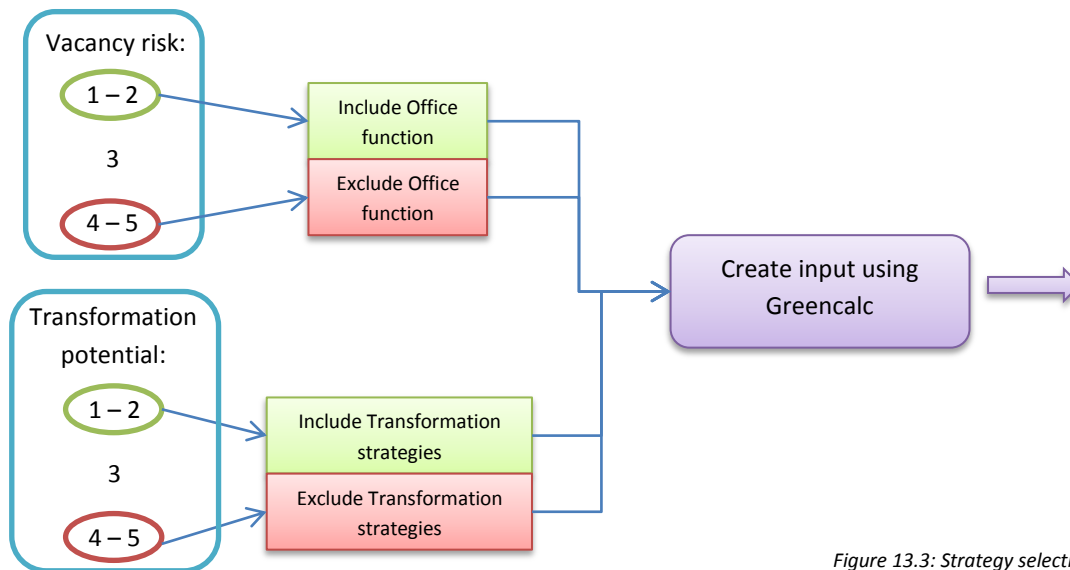 Vacancy risk:
1 – 2
3
4 – 5
Include Office
function
Exclude Office
function
Transformation
potential:
1 – 2
3
4 – 5
Include Transformation
strategies
Exclude Transformation
strategies
Create input using
Greencalc
Figure 13.3: Strategy selecti